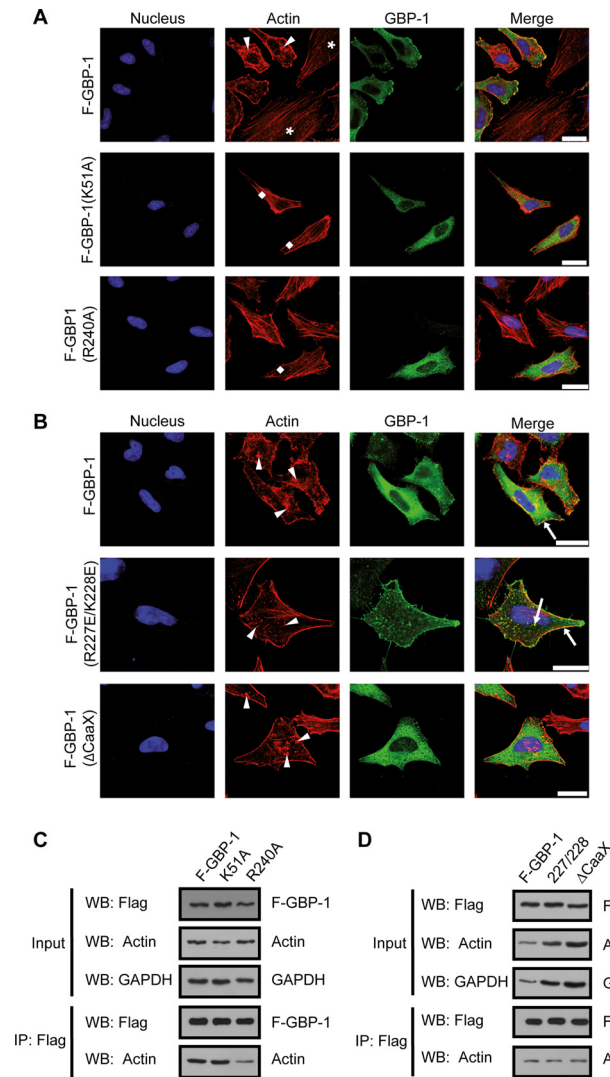 A
Nucleus Actin GBP-1 Merge
F-GBP-1
*
*
F-GBP-1(K51A)
F-GBP1
(R240A)
B
Nucleus Actin GBP-1 Merge
F-GBP-1
F-GBP-1
(R227E/K228E)
F-GBP-1
(ΔCaaX)
C
F-GBP-1 K51A R240A
Input
WB: Flag F-GBP-1
WB: Actin Actin
WB: GAPDH GAPDH
IP: Flag
WB: Flag F-GBP-1
WB: Actin Actin
D
F-GBP-1 227/228 ΔCaaX
Input
WB: Flag F
WB: Actin A
WB: GAPDH G
IP: Flag
WB: Flag F
WB: Actin A